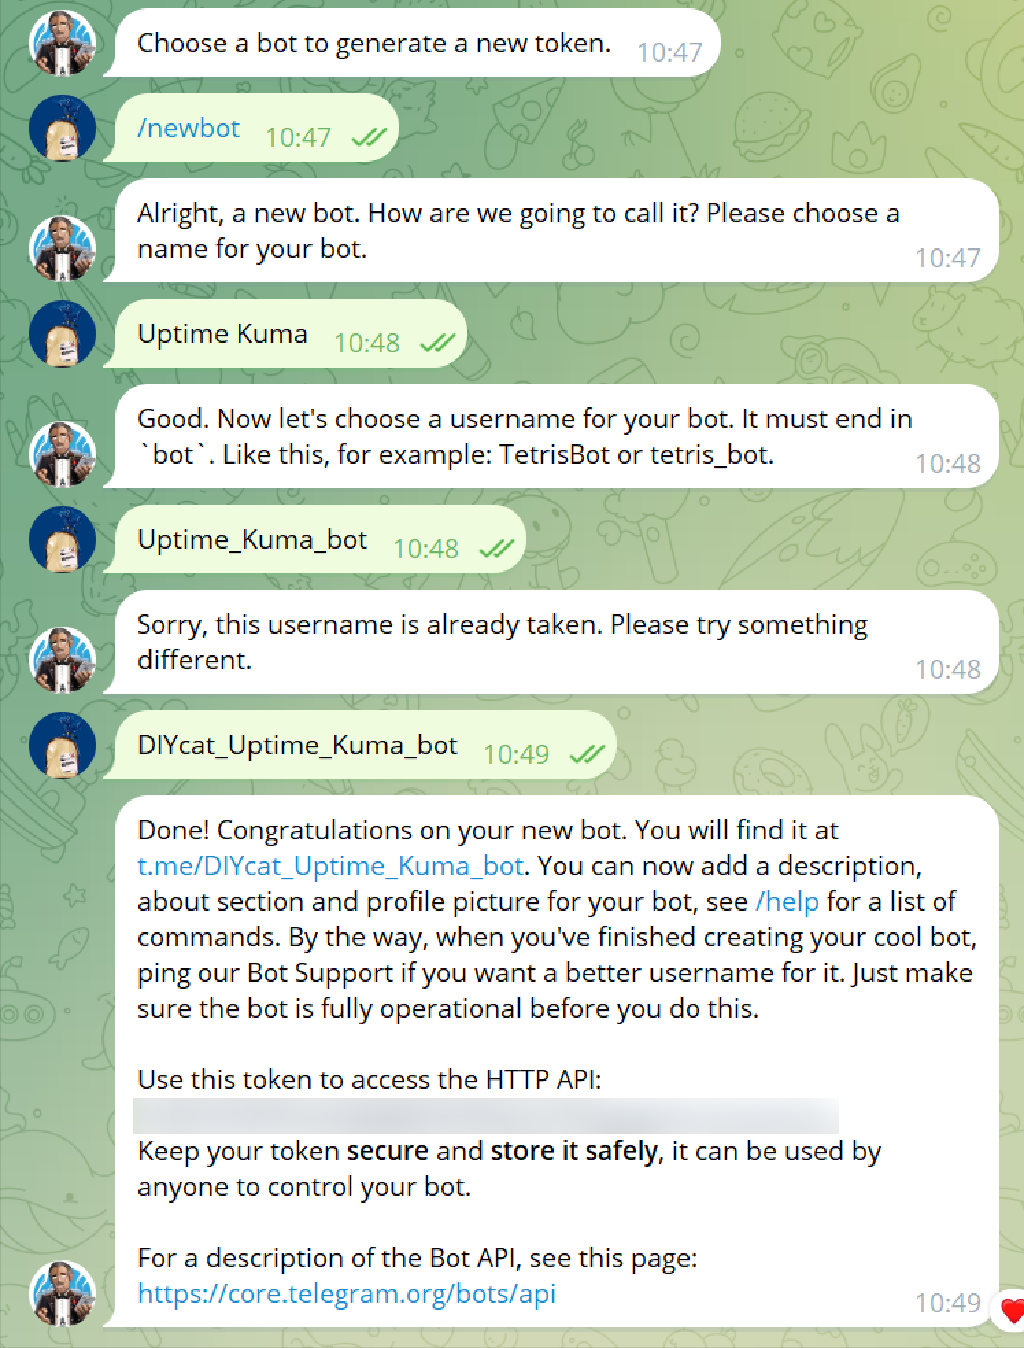 Choose a bot to generate a new token. 10:47
/newbot 10:47
Alright, a new bot. How are we going to call it? Please choose a
name for your bot. 10:47
Uptime Kuma 10:48
Good. Now let's choose a username for your bot. It must end in
`bot`. Like this, for example: TetrisBot or tetris_bot. 10:48
Uptime_Kuma_bot 10:48
Sorry, this username is already taken. Please try something
different. 10:48
DIYcat_Uptime_Kuma_bot 10:49
Done! Congratulations on your new bot. You will find it at
t.me/DIYcat_Uptime_Kuma_bot. You can now add a description,
about section and profile picture for your bot, see /help for a list of
commands. By the way, when you've finished creating your cool bot,
ping our Bot Support if you want a better username for it. Just make
sure the bot is fully operational before you do this.
Use this token to access the HTTP API:
Keep your token secure and store it safely, it can be used by
anyone to control your bot.
For a description of the Bot API, see this page:
https://core.telegram.org/bots/api 10:49